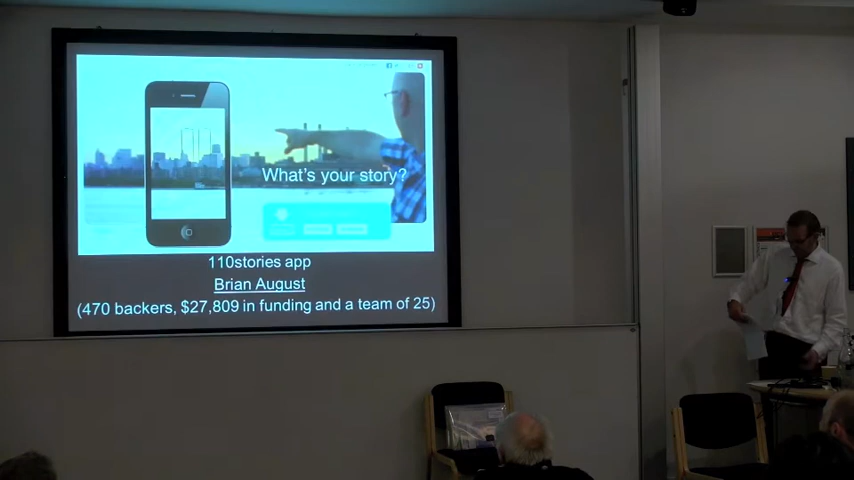 What's your story?
110stories app
Brian August
(470 backers, $27,809 in funding and a team of 25)